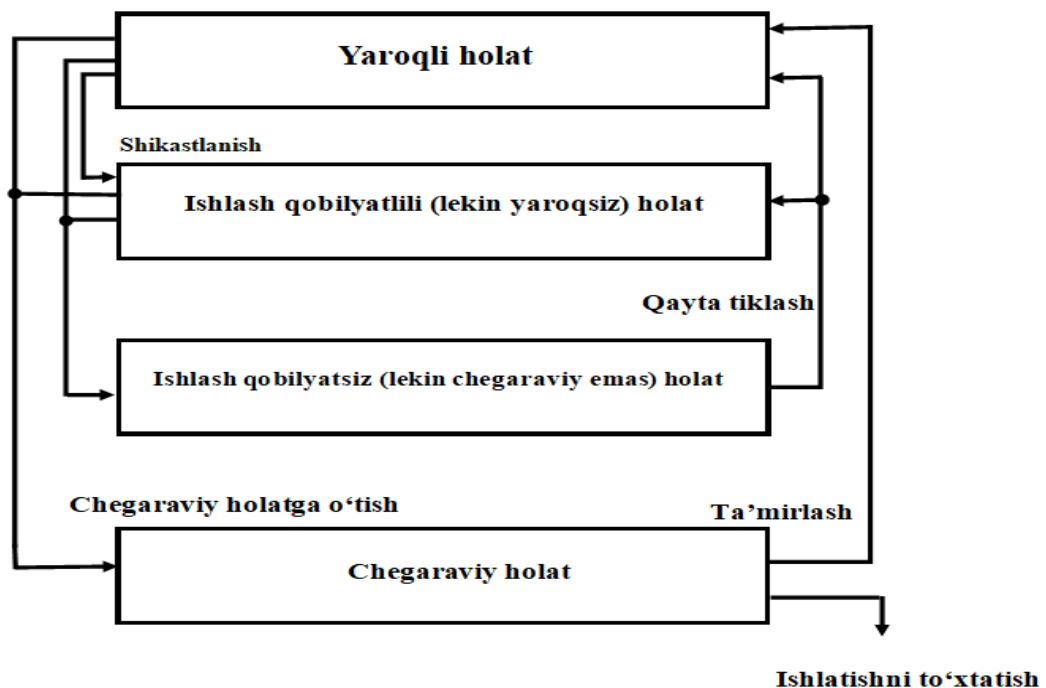 Yaroqli holat
Shikastlanish
Ishlash qobilyatlili (lekin yaroqsiz) holat
Qayta tiklash
Ishlash qobilyatsiz (lekin chegaraviy emas) holat
Chegaraviy holatga o‘tish
Ta’mirlash
Chegaraviy holat
Ishlatishni to‘xtatish